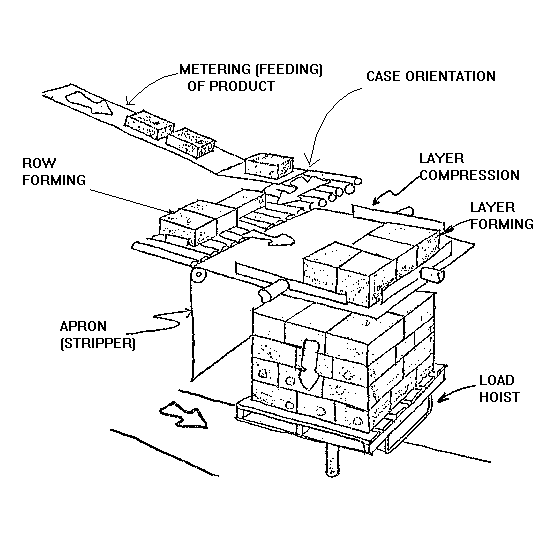 METERING (FEEDING)
OF PRODUCT
CASE ORIENTATION
ROW
FORMING
LAYER
COMPRESSION
LAYER
FORMING
APRON
(STRIPPER)
LOAD
HOIST